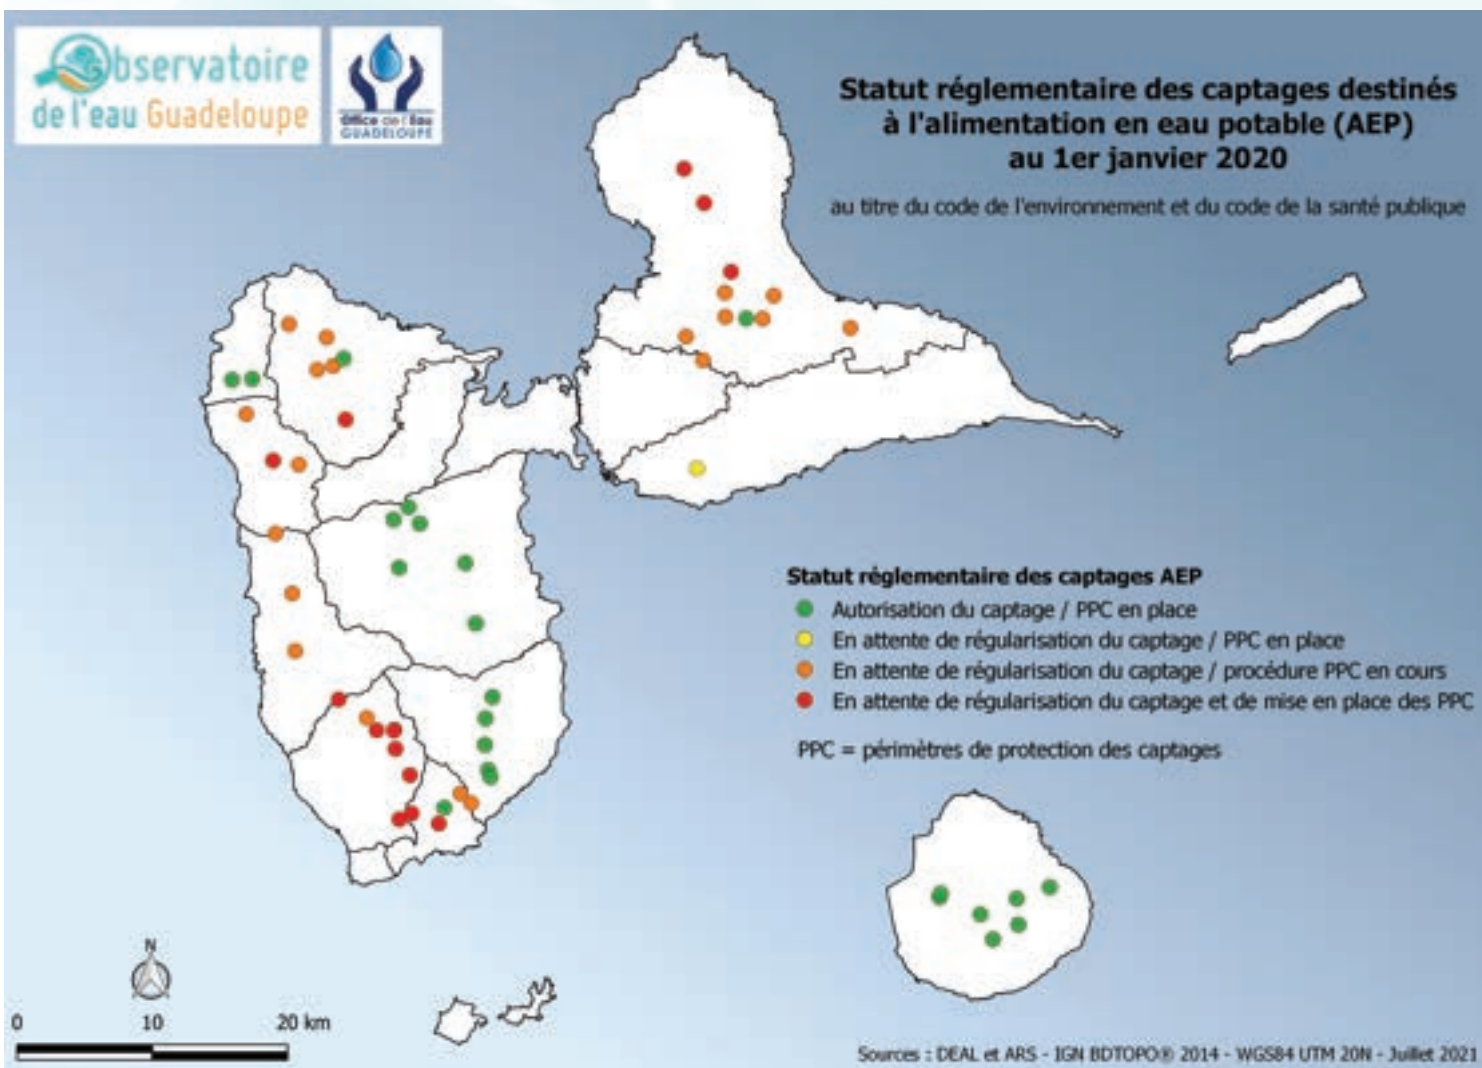 Observatoire
de l'eau Guadeloupe
Office de l'Eau
GUADELOUPE
Statut réglementaire des captages destinés
à l'alimentation en eau potable (AEP)
au 1er janvier 2020
au titre du code de l'environnement et du code de la santé publique
Statut réglementaire des captages AEP
Autorisation du captage / PPC en place
En attente de régularisation du captage / PPC en place
En attente de régularisation du captage / procédure PPC en cours
En attente de régularisation du captage et de mise en place des PPC
PPC = périmètres de protection des captages
N
0 10 20 km
Sources : DEAL et ARS - IGN BDTOPO® 2014 - WGS84 UTM 20N - Juillet 2021